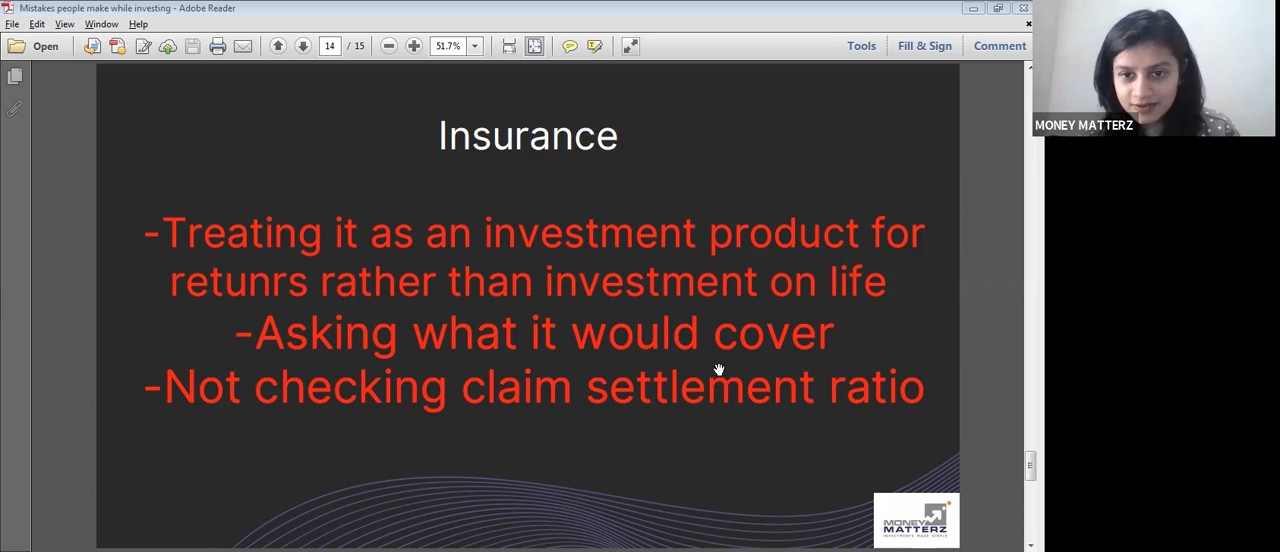 Mistakes people make while investing - Adobe Reader
File Edit View Window Help
Open 14 / 15 51.7% Tools Fill & Sign Comment
MONEY MATTERZ
Insurance
-Treating it as an investment product for
retunrs rather than investment on life
-Asking what it would cover
-Not checking claim settlement ratio
MONEY
MATTERZ
INVESTMENTS MADE SIMPLE